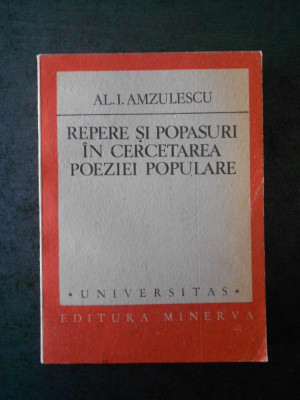 AL. I. AMZULESCU
REPERE ȘI POPASURI
ÎN CERCETAREA
POEZIEI POPULARE
• UNIVERSITAS •
EDITURA MINERVA